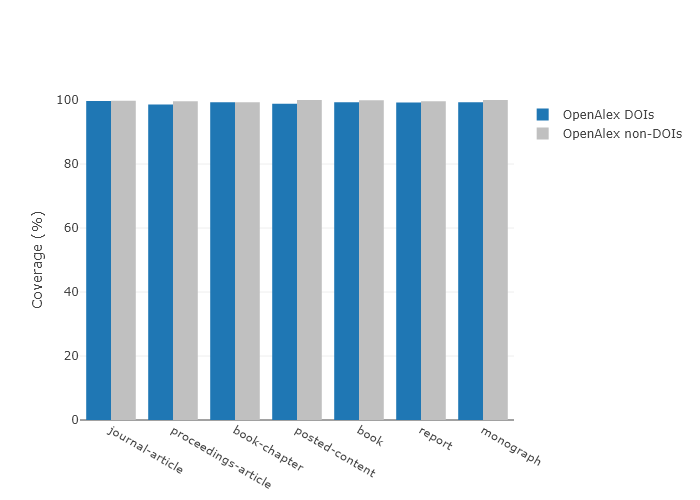 100
80
60
40
20
0
Coverage (%)
journal-article
proceedings-article
book-chapter
posted-content
book
report
monograph
OpenAlex DOIs
OpenAlex non-DOIs